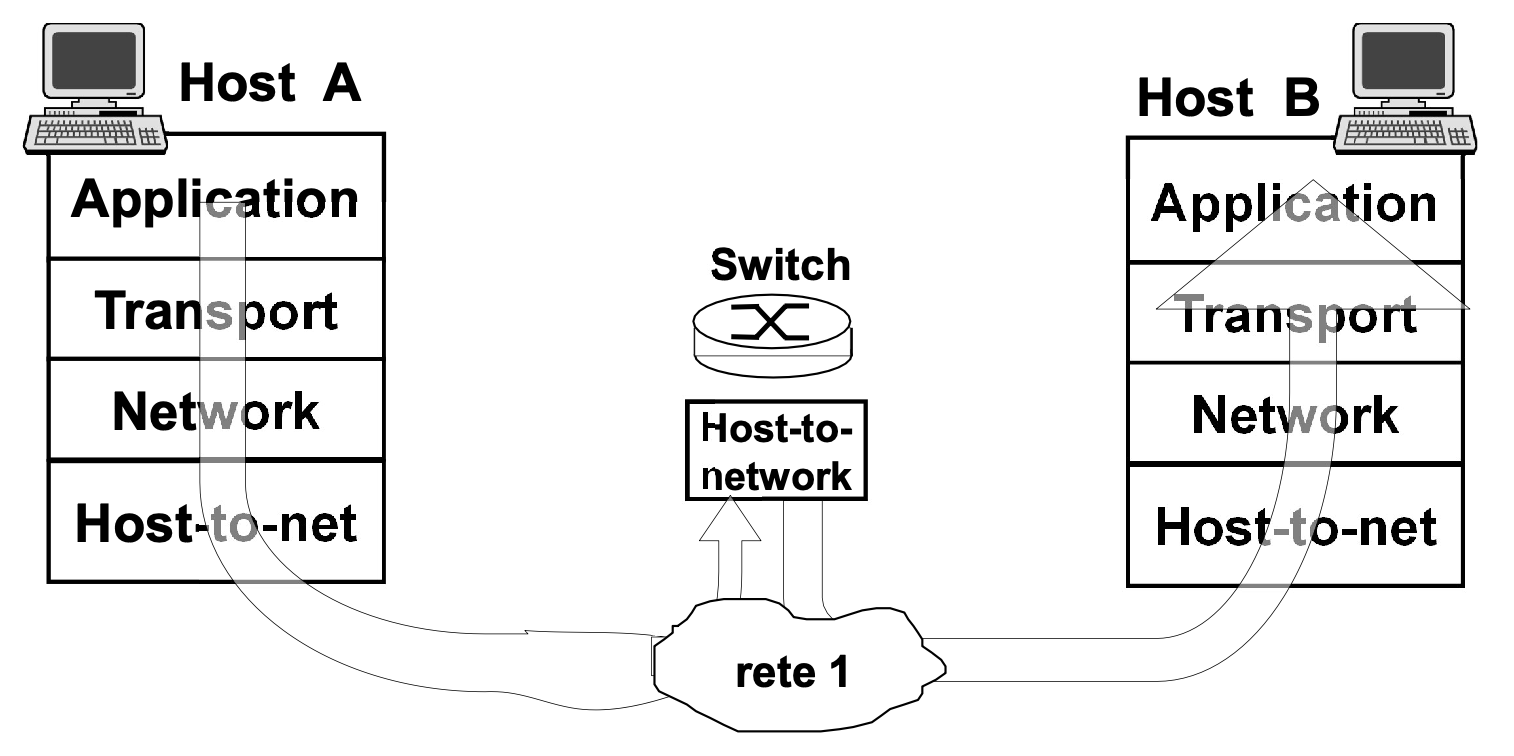 Host A
Application
Transport
Network
Host-to-net
Switch
Host-to-
network
rete 1
Host B
Application
Transport
Network
Host-to-net